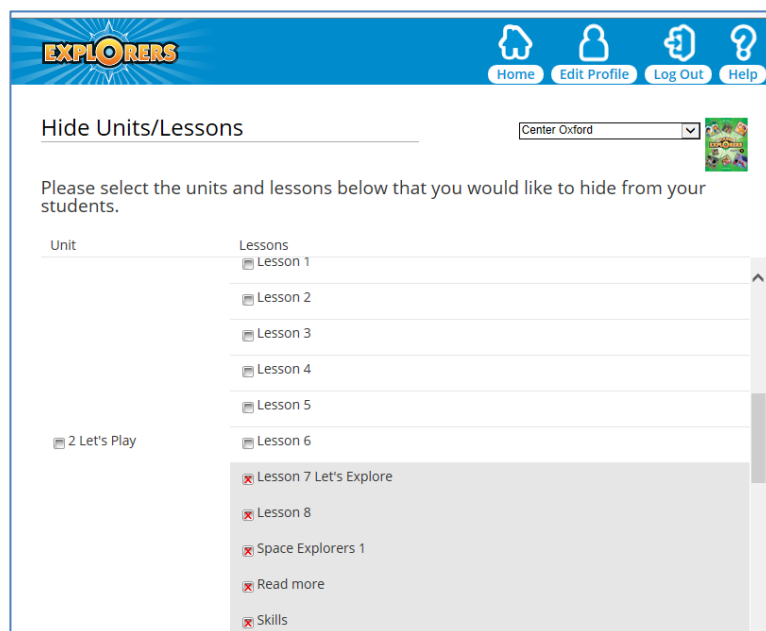 EXPLORERS
Home Edit Profile Log Out Help
Hide Units/Lessons
Center Oxford
EXPLORERS
Please select the units and lessons below that you would like to hide from your
students.
Unit Lessons
Lesson 1
Lesson 2
Lesson 3
Lesson 4
Lesson 5
2 Let's Play Lesson 6
Lesson 7 Let's Explore
Lesson 8
Space Explorers 1
Read more
Skills